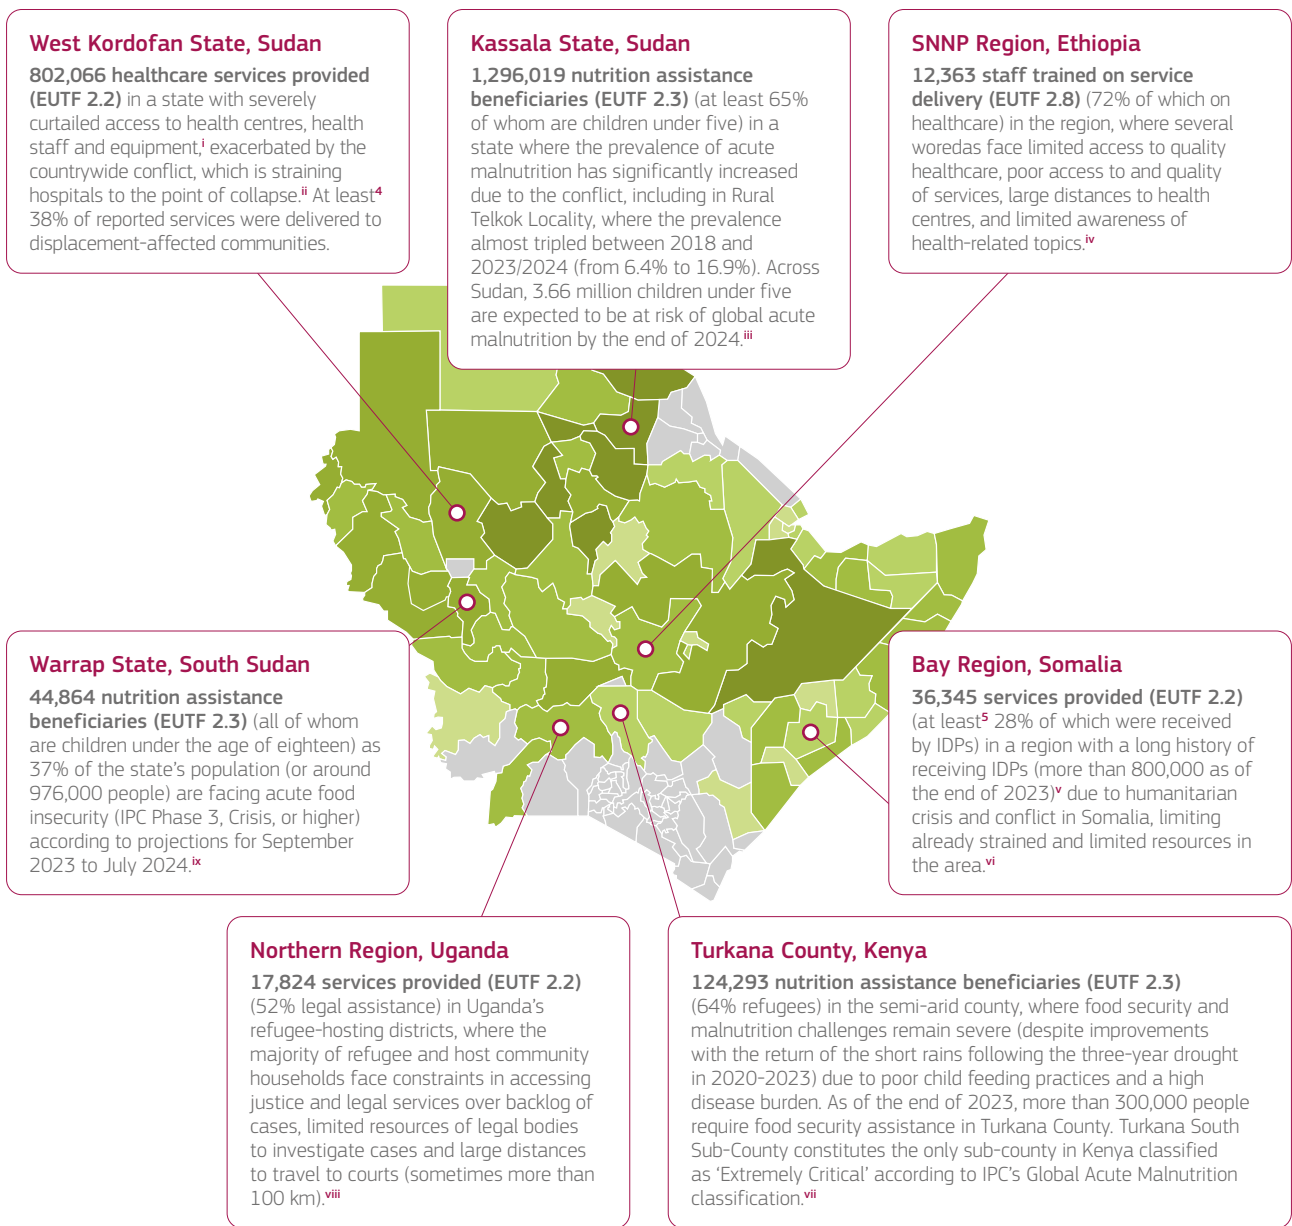 West Kordofan State, Sudan
802,066 healthcare services provided
(EUTF 2.2) in a state with severely
curtailed access to health centres, health
staff and equipment,i exacerbated by the
countrywide conflict, which is straining
hospitals to the point of collapse.ii At least4
38% of reported services were delivered to
displacement-affected communities.
Kassala State, Sudan
1,296,019 nutrition assistance
beneficiaries (EUTF 2.3) (at least 65%
of whom are children under five) in a
state where the prevalence of acute
malnutrition has significantly increased
due to the conflict, including in Rural
Telkok Locality, where the prevalence
almost tripled between 2018 and
2023/2024 (from 6.4% to 16.9%). Across
Sudan, 3.66 million children under five
are expected to be at risk of global acute
malnutrition by the end of 2024.iii
SNNP Region, Ethiopia
12,363 staff trained on service
delivery (EUTF 2.8) (72% of which on
healthcare) in the region, where several
woredas face limited access to quality
healthcare, poor access to and quality
of services, large distances to health
centres, and limited awareness of
health-related topics.iv
Warrap State, South Sudan
44,864 nutrition assistance
beneficiaries (EUTF 2.3) (all of whom
are children under the age of eighteen) as
37% of the state's population (or around
976,000 people) are facing acute food
insecurity (IPC Phase 3, Crisis, or higher)
according to projections for September
2023 to July 2024.ix
Bay Region, Somalia
36,345 services provided (EUTF 2.2)
(at least5 28% of which were received
by IDPs) in a region with a long history of
receiving IDPs (more than 800,000 as of
the end of 2023)v due to humanitarian
crisis and conflict in Somalia, limiting
already strained and limited resources in
the area.vi
Northern Region, Uganda
17,824 services provided (EUTF 2.2)
(52% legal assistance) in Uganda's
refugee-hosting districts, where the
majority of refugee and host community
households face constraints in accessing
justice and legal services over backlog of
cases, limited resources of legal bodies
to investigate cases and large distances
to travel to courts (sometimes more than
100 km).viii
Turkana County, Kenya
124,293 nutrition assistance beneficiaries (EUTF 2.3)
(64% refugees) in the semi-arid county, where food security and
malnutrition challenges remain severe (despite improvements
with the return of the short rains following the three-year drought
in 2020-2023) due to poor child feeding practices and a high
disease burden. As of the end of 2023, more than 300,000 people
require food security assistance in Turkana County. Turkana South
Sub-County constitutes the only sub-county in Kenya classified
as 'Extremely Critical' according to IPC's Global Acute Malnutrition
classification.vii